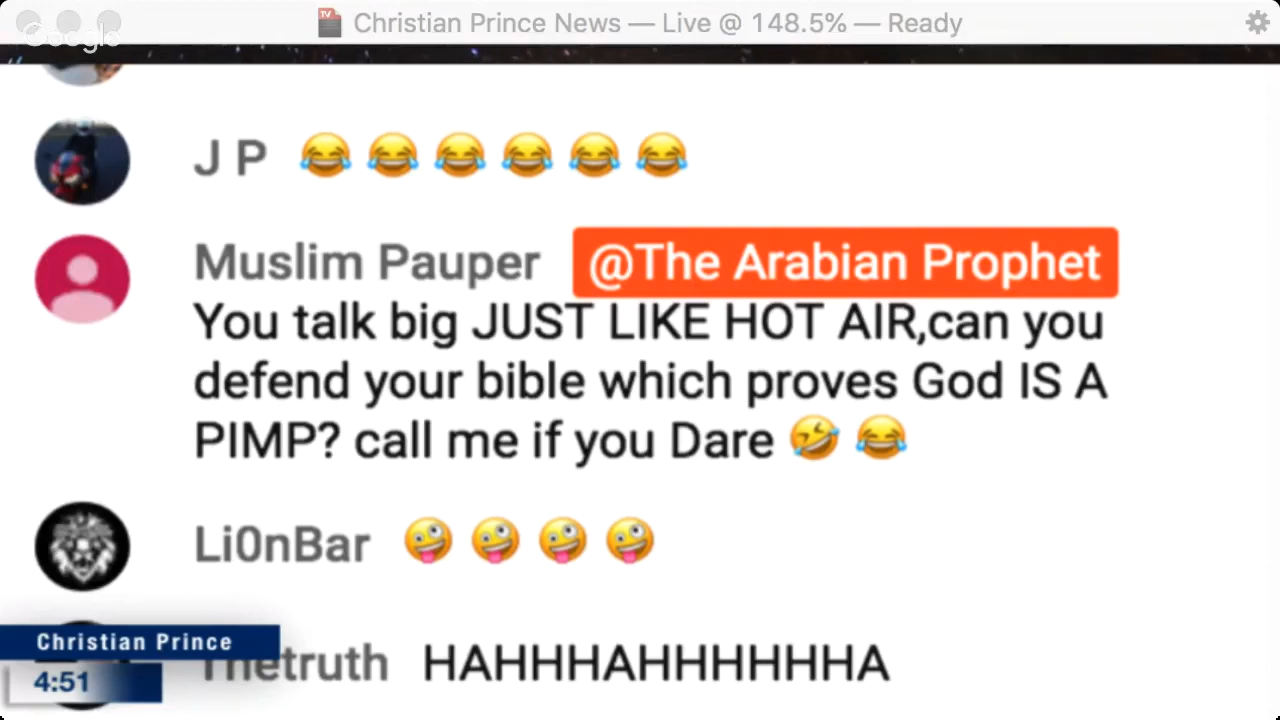 Christian Prince News — Live @ 148.5% — Ready
Google
J P 😂 😂 😂 😂 😂 😂
Muslim Pauper @The Arabian Prophet
You talk big JUST LIKE HOT AIR,can you
defend your bible which proves God IS A
PIMP? call me if you Dare 🤣 😂
Li0nBar 🤪 🤪 🤪 🤪
Thetruth HAHHHAHHHHHHHA
Christian Prince
4:51